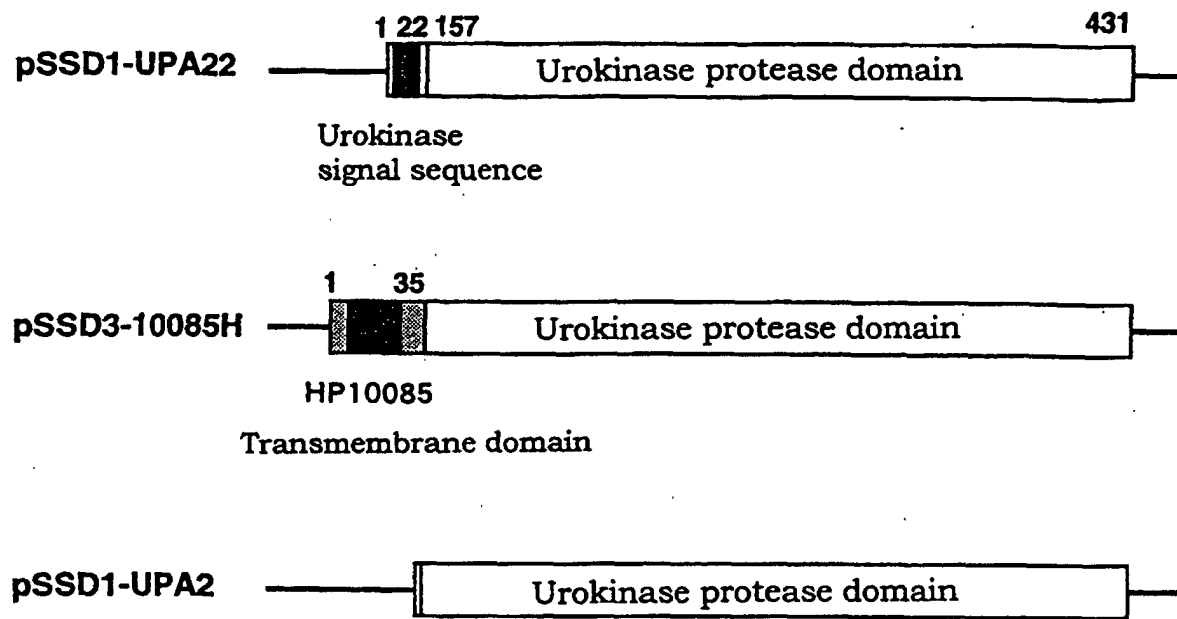 1 22 157 431
pSSD1-UPA22 Urokinase protease domain
Urokinase
signal sequence
1 35
pSSD3-10085H Urokinase protease domain
HP10085
Transmembrane domain
pSSD1-UPA2 Urokinase protease domain